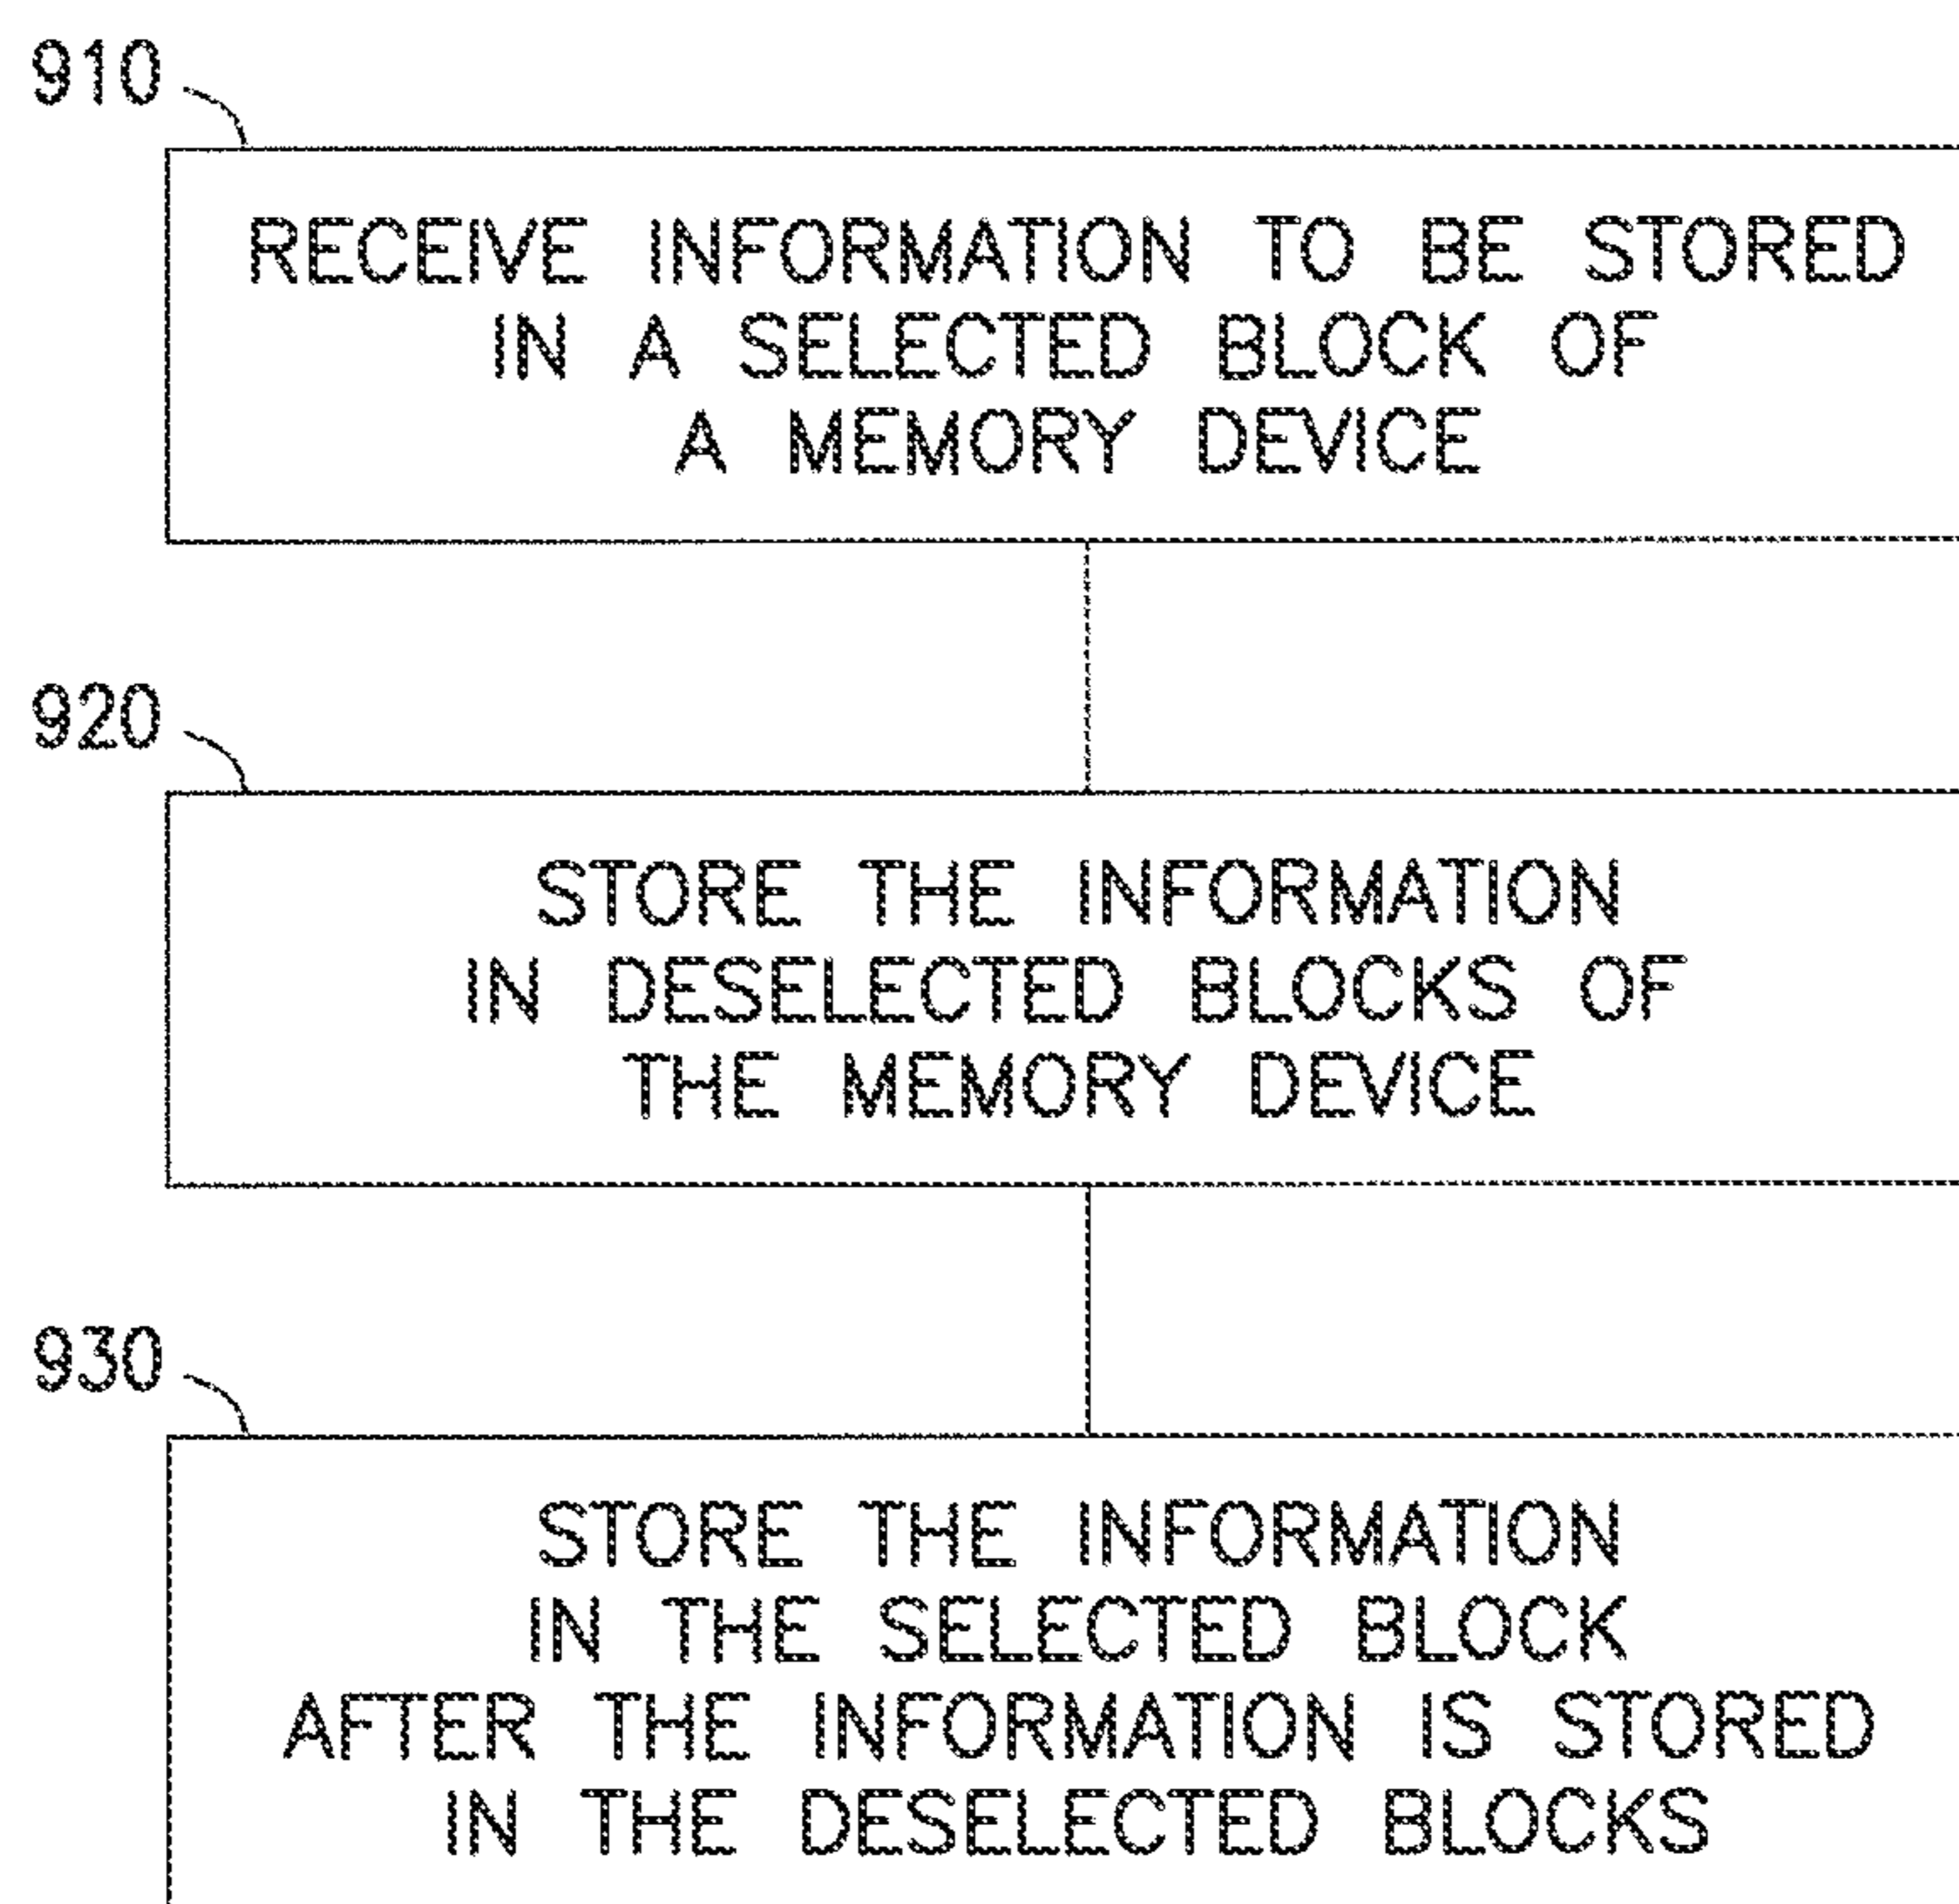 910
RECEIVE INFORMATION TO BE STORED
IN A SELECTED BLOCK OF
A MEMORY DEVICE
920
STORE THE INFORMATION
IN DESELECTED BLOCKS OF
THE MEMORY DEVICE
930
STORE THE INFORMATION
IN THE SELECTED BLOCK
AFTER THE INFORMATION IS STORED
IN THE DESELECTED BLOCKS